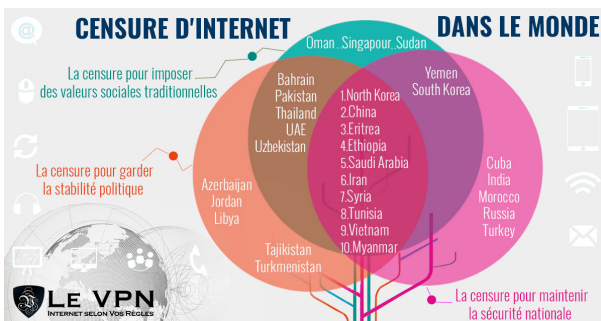 CENSURE D'INTERNET
DANS LE MONDE
Oman..Singapour..Sudan
La censure pour imposer
des valeurs sociales traditionnelles
Bahrain
Pakistan
Thailand
UAE
Uzbekistan
Yemen
South Korea
1.North Korea
2.China
3.Eritrea
4.Ethiopia
5.Saudi Arabia
6.Iran
7.Syria
8.Tunisia
9.Vietnam
10.Myanmar
La censure pour garder
la stabilité politique
Azerbaijan
Jordan
Libya
Cuba
India
Morocco
Russia
Turkey
Tajikistan
Turkmenistan
La censure pour maintenir
la sécurité nationale
LE VPN
INTERNET SELON VOS RÈGLES